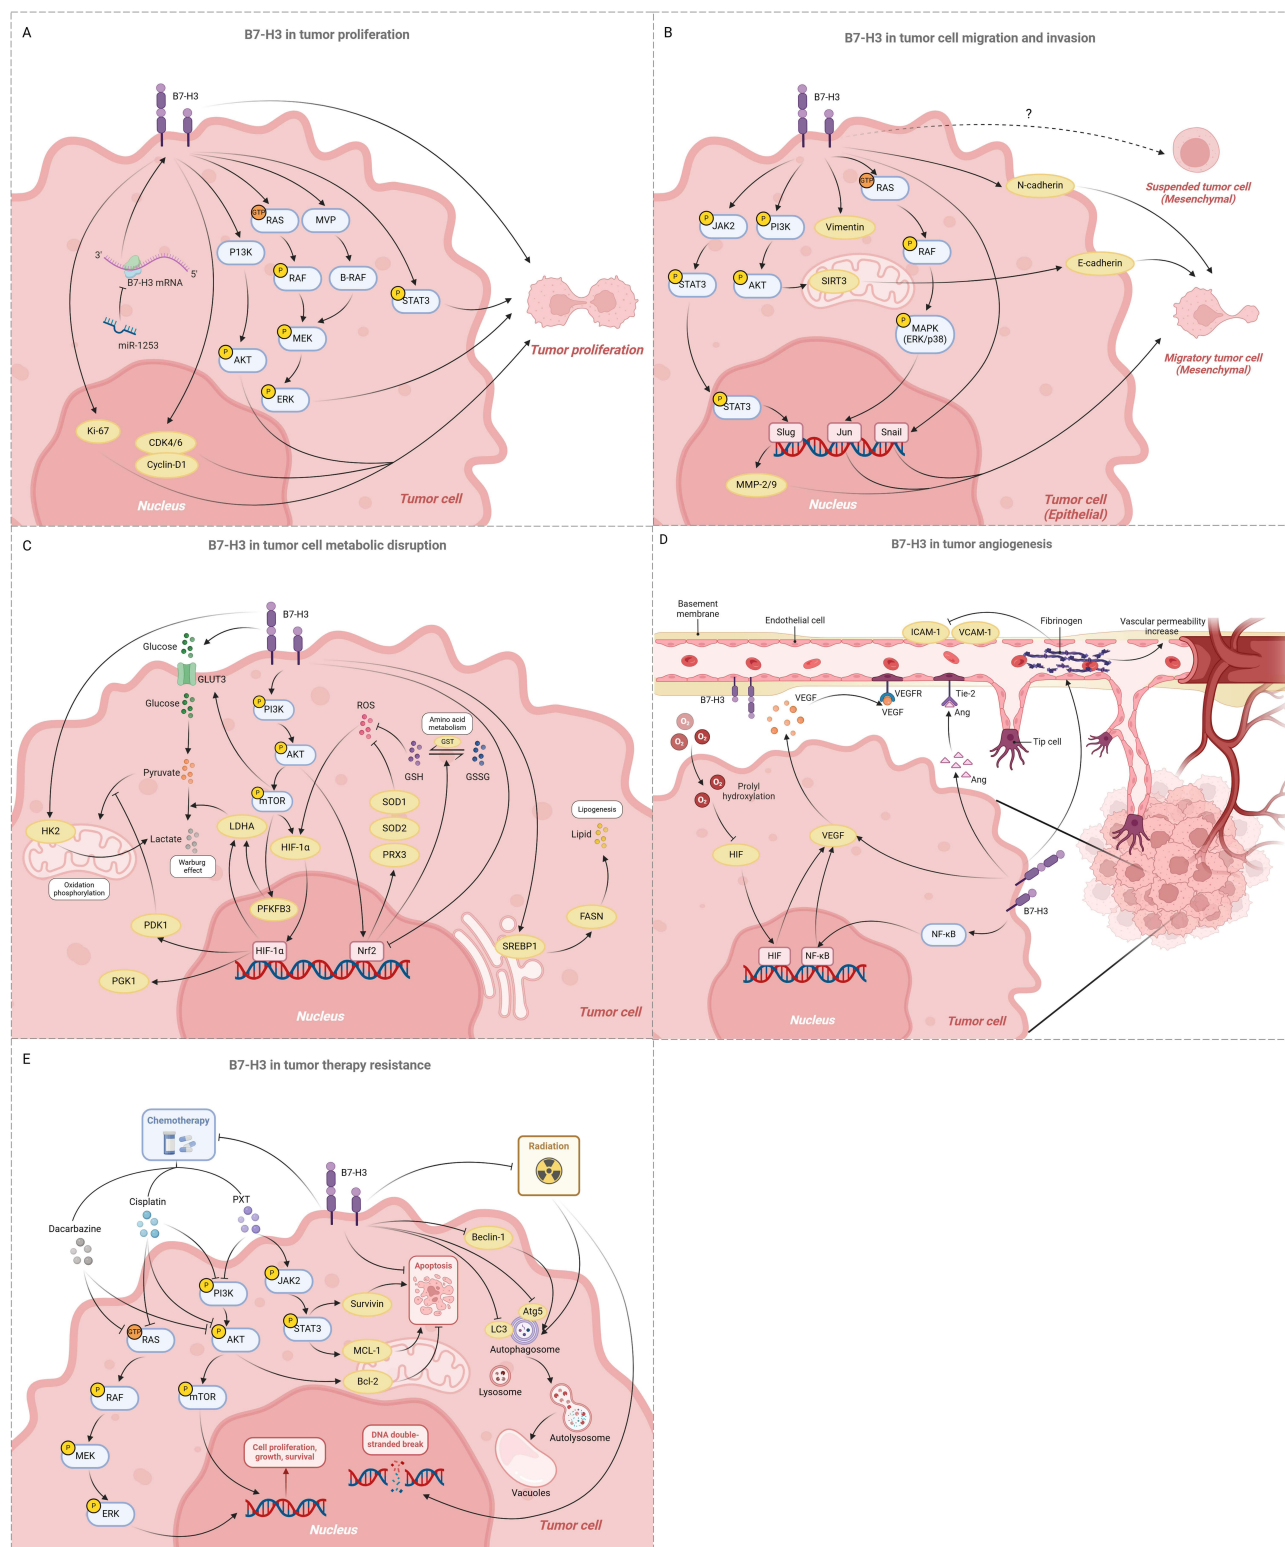 A
B7-H3 in tumor proliferation
B7-H3
GTP
RAS
MVP
P13K
3'
5'
B7-H3 mRNA
P
RAF
B-RAF
P
STAT3
miR-1253
P
MEK
P
AKT
Tumor proliferation
P
ERK
Ki-67
CDK4/6
Cyclin-D1
Nucleus
Tumor cell
B
B7-H3 in tumor cell migration and invasion
B7-H3
?
GTP
RAS
N-cadherin
Suspended tumor cell
(Mesenchymal)
P
JAK2
P
PI3K
Vimentin
P
RAF
E-cadherin
P
STAT3
P
AKT
SIRT3
P
MAPK
(ERK/p38)
Migratory tumor cell
(Mesenchymal)
P
STAT3
Slug
Jun
Snail
MMP-2/9
Nucleus
Tumor cell
(Epithelial)
C
B7-H3 in tumor cell metabolic disruption
B7-H3
Glucose
GLUT3
Glucose
P
PI3K
ROS
Amino acid
metabolism
GST
P
AKT
GSH
GSSG
Pyruvate
P
mTOR
SOD1
Lipogenesis
HK2
LDHA
SOD2
Lipid
Lactate
HIF-1α
PRX3
Warburg
effect
Oxidation
phosphorylation
PFKFB3
PDK1
FASN
HIF-1α
Nrf2
SREBP1
PGK1
Nucleus
Tumor cell
D
B7-H3 in tumor angiogenesis
Basement
membrane
Endothelial cell
ICAM-1
VCAM-1
Fibrinogen
Vascular permeability
increase
B7-H3
VEGF
VEGFR
VEGF
Tie-2
Ang
O2
O2
O2
Tip cell
O2
O2
Prolyl
hydroxylation
Ang
HIF
VEGF
B7-H3
NF-κB
HIF
NF-κB
Nucleus
Tumor cell
E
B7-H3 in tumor therapy resistance
Chemotherapy
Radiation
B7-H3
Dacarbazine
Cisplatin
PXT
Beclin-1
P
PI3K
P
JAK2
Apoptosis
Survivin
Atg5
GTP
RAS
P
AKT
P
STAT3
LC3
MCL-1
Autophagosome
Bcl-2
P
RAF
P
mTOR
Lysosome
Autolysosome
P
MEK
Cell proliferation,
growth, survival
DNA double-
stranded break
Vacuoles
P
ERK
Nucleus
Tumor cell